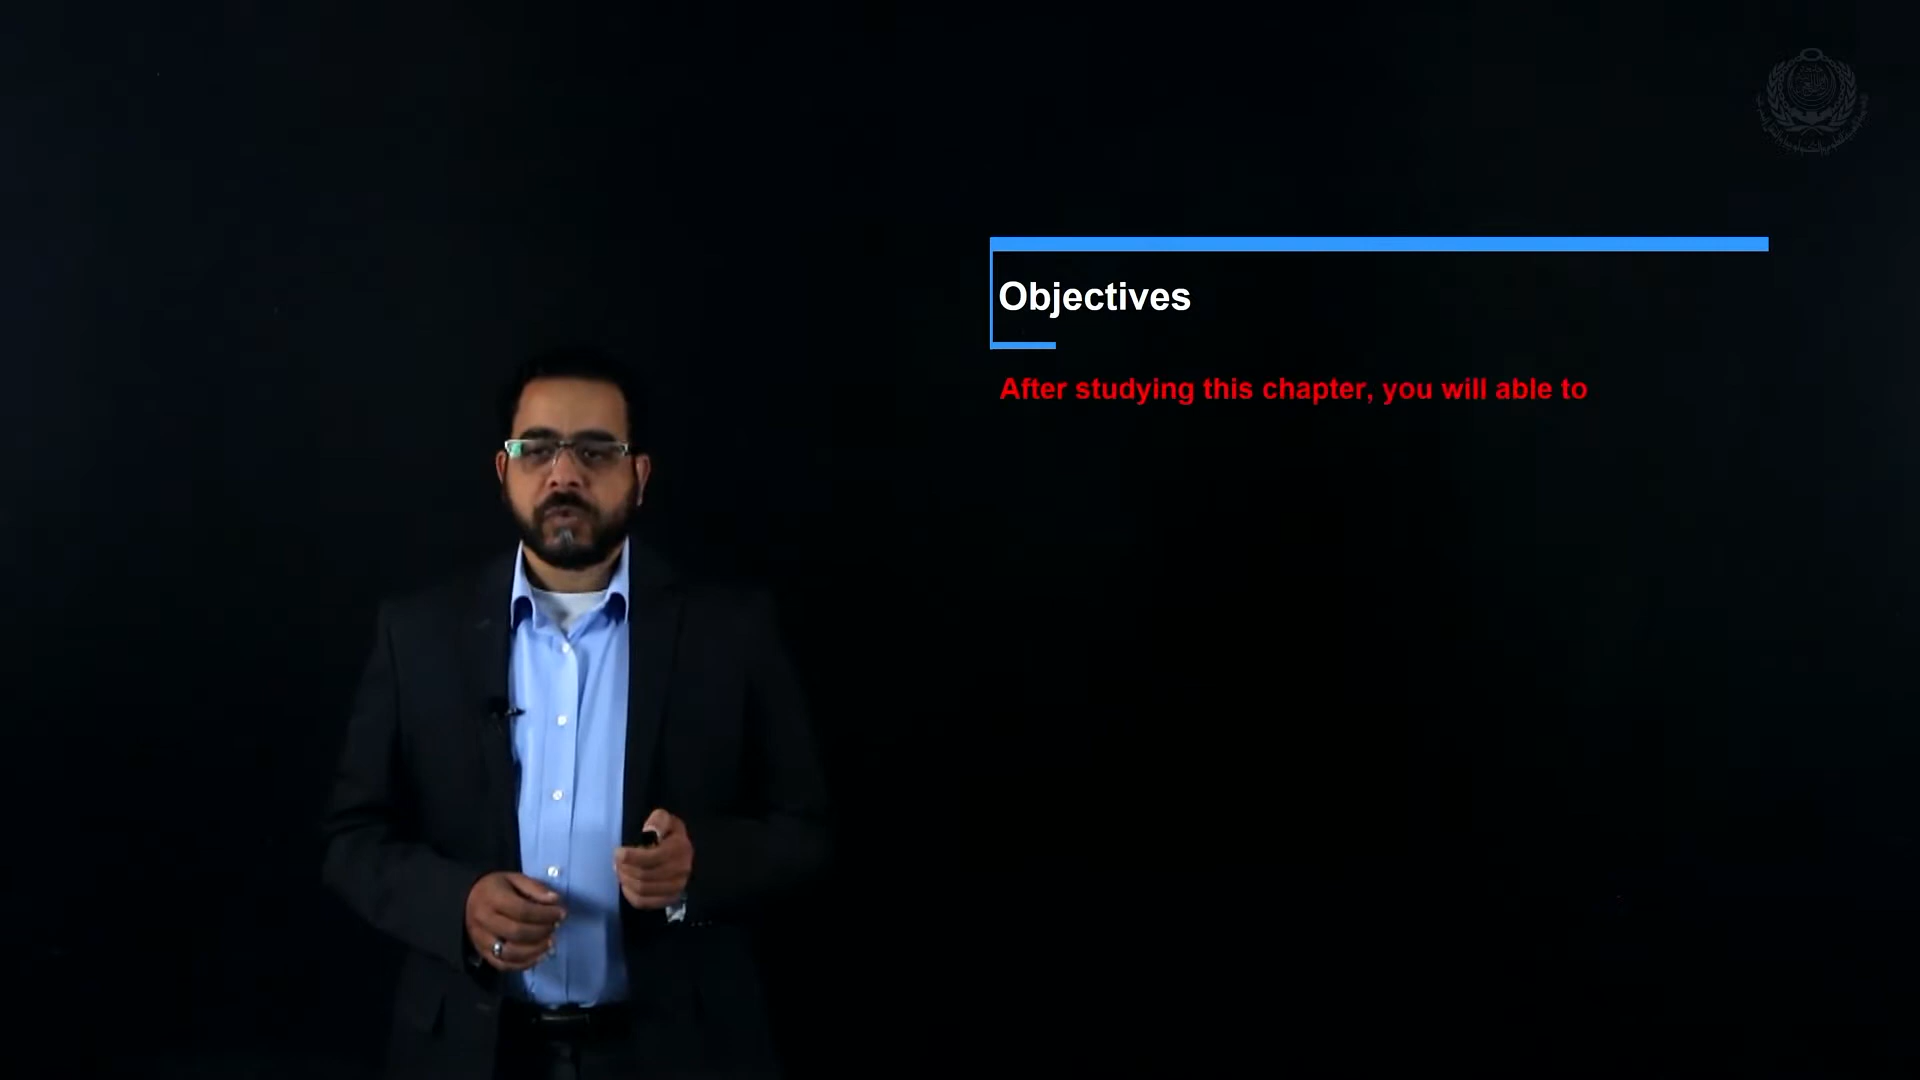 Objectives
After studying this chapter, you will able to